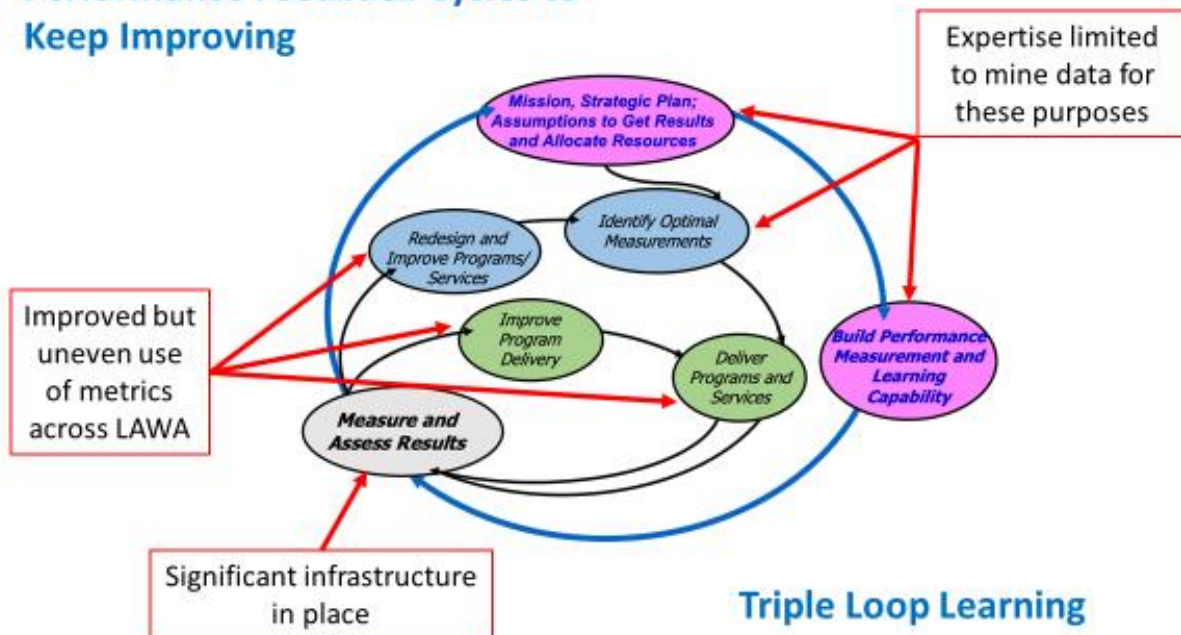 Keep Improving
Expertise limited
to mine data for
these purposes
Mission, Strategic Plan;
Assumptions to Get Results
and Allocate Resources
Identify Optimal
Measurements
Redesign and
Improve Programs/
Services
Improved but
uneven use
of metrics
across LAWA
Improve
Program
Delivery
Deliver
Programs and
Services
Build Performance
Measurement and
Learning
Capability
Measure and
Assess Results
Significant infrastructure
in place
Triple Loop Learning